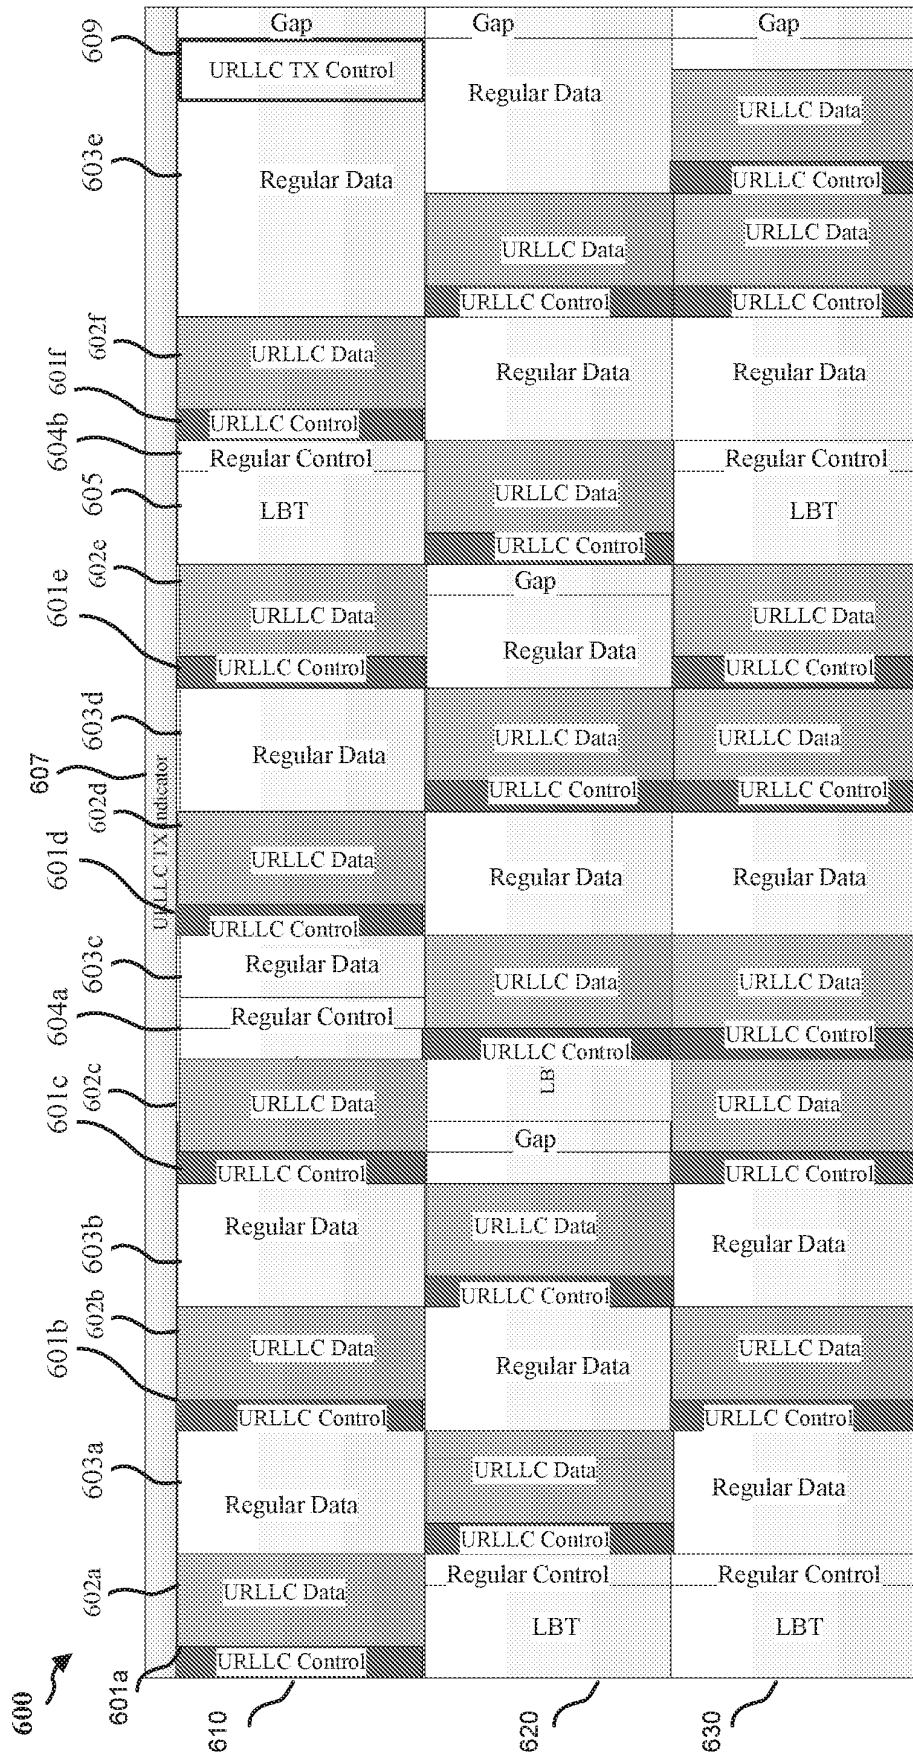 609
603e
602f
601f
604b
605
602e
601e
603d
607
602d
601d
603c
604a
602c
601c
603b
602b
601b
603a
602a
601a
600
610
620
630
URLLC TX Indicator
Gap
Gap
Gap
URLLC TX Control
Regular Data
URLLC Data
Regular Data
URLLC Control
URLLC Data
URLLC Data
URLLC Control
URLLC Control
URLLC Data
Regular Data
Regular Data
URLLC Control
Regular Control
Regular Control
URLLC Data
LBT
LBT
URLLC Control
Gap
URLLC Data
URLLC Data
Regular Data
URLLC Control
URLLC Control
Regular Data
URLLC Data
URLLC Data
URLLC Control
URLLC Control
URLLC Data
Regular Data
Regular Data
URLLC Control
Regular Data
URLLC Data
URLLC Data
Regular Control
URLLC Control
URLLC Control
LB
URLLC Data
URLLC Data
Gap
URLLC Control
URLLC Control
Regular Data
URLLC Data
Regular Data
URLLC Control
URLLC Data
Regular Data
URLLC Data
URLLC Control
URLLC Control
Regular Data
URLLC Data
Regular Data
URLLC Control
URLLC Data
Regular Control
Regular Control
LBT
LBT
URLLC Control